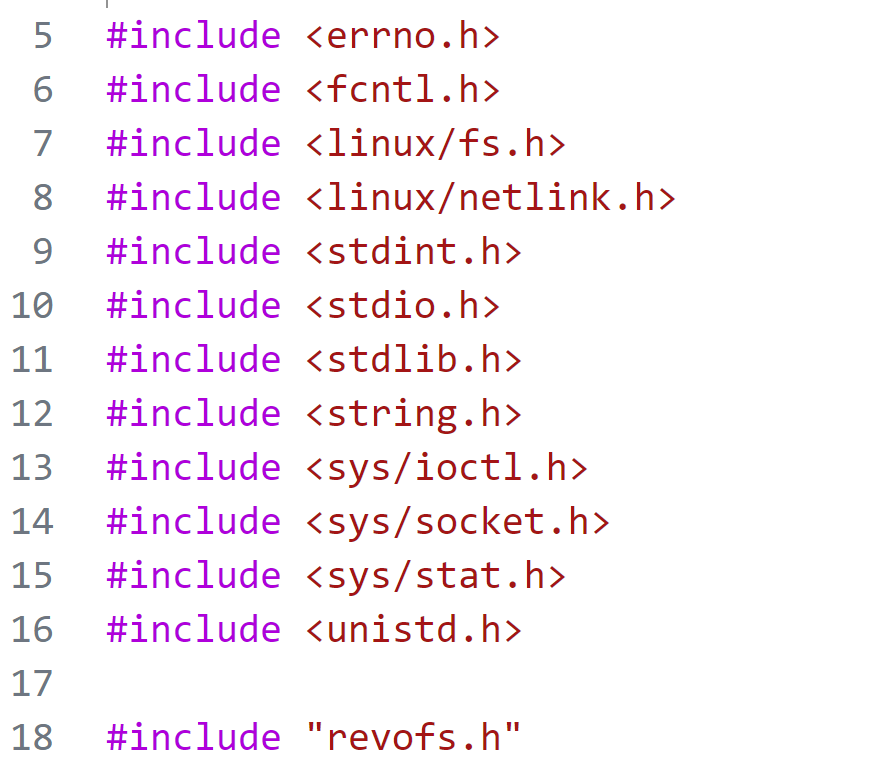 5 #include <errno.h>
6 #include <fcntl.h>
7 #include <linux/fs.h>
8 #include <linux/netlink.h>
9 #include <stdint.h>
10 #include <stdio.h>
11 #include <stdlib.h>
12 #include <string.h>
13 #include <sys/ioctl.h>
14 #include <sys/socket.h>
15 #include <sys/stat.h>
16 #include <unistd.h>
17
18 #include "revofs.h"